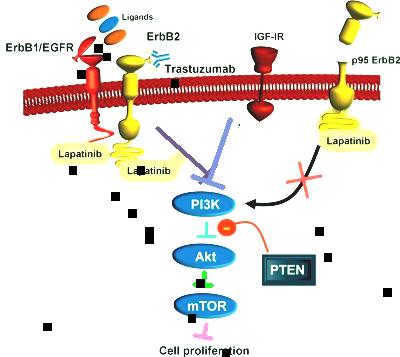 Ligands
ErbB1/EGFR
ErbB2
Trastuzumab
IGF-IR
p95 ErbB2
Lapatinib
Lapatinib
Lapatinib
PI3K
Akt
PTEN
mTOR
Cell proliferation